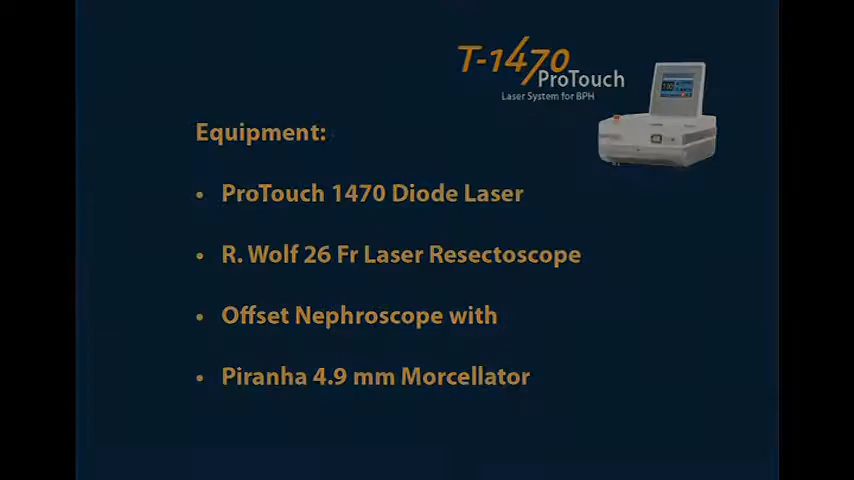 T-1470
ProTouch
Laser System for BPH
Equipment:
• ProTouch 1470 Diode Laser
• R. Wolf 26 Fr Laser Resectoscope
• Offset Nephroscope with
• Piranha 4.9 mm Morcellator